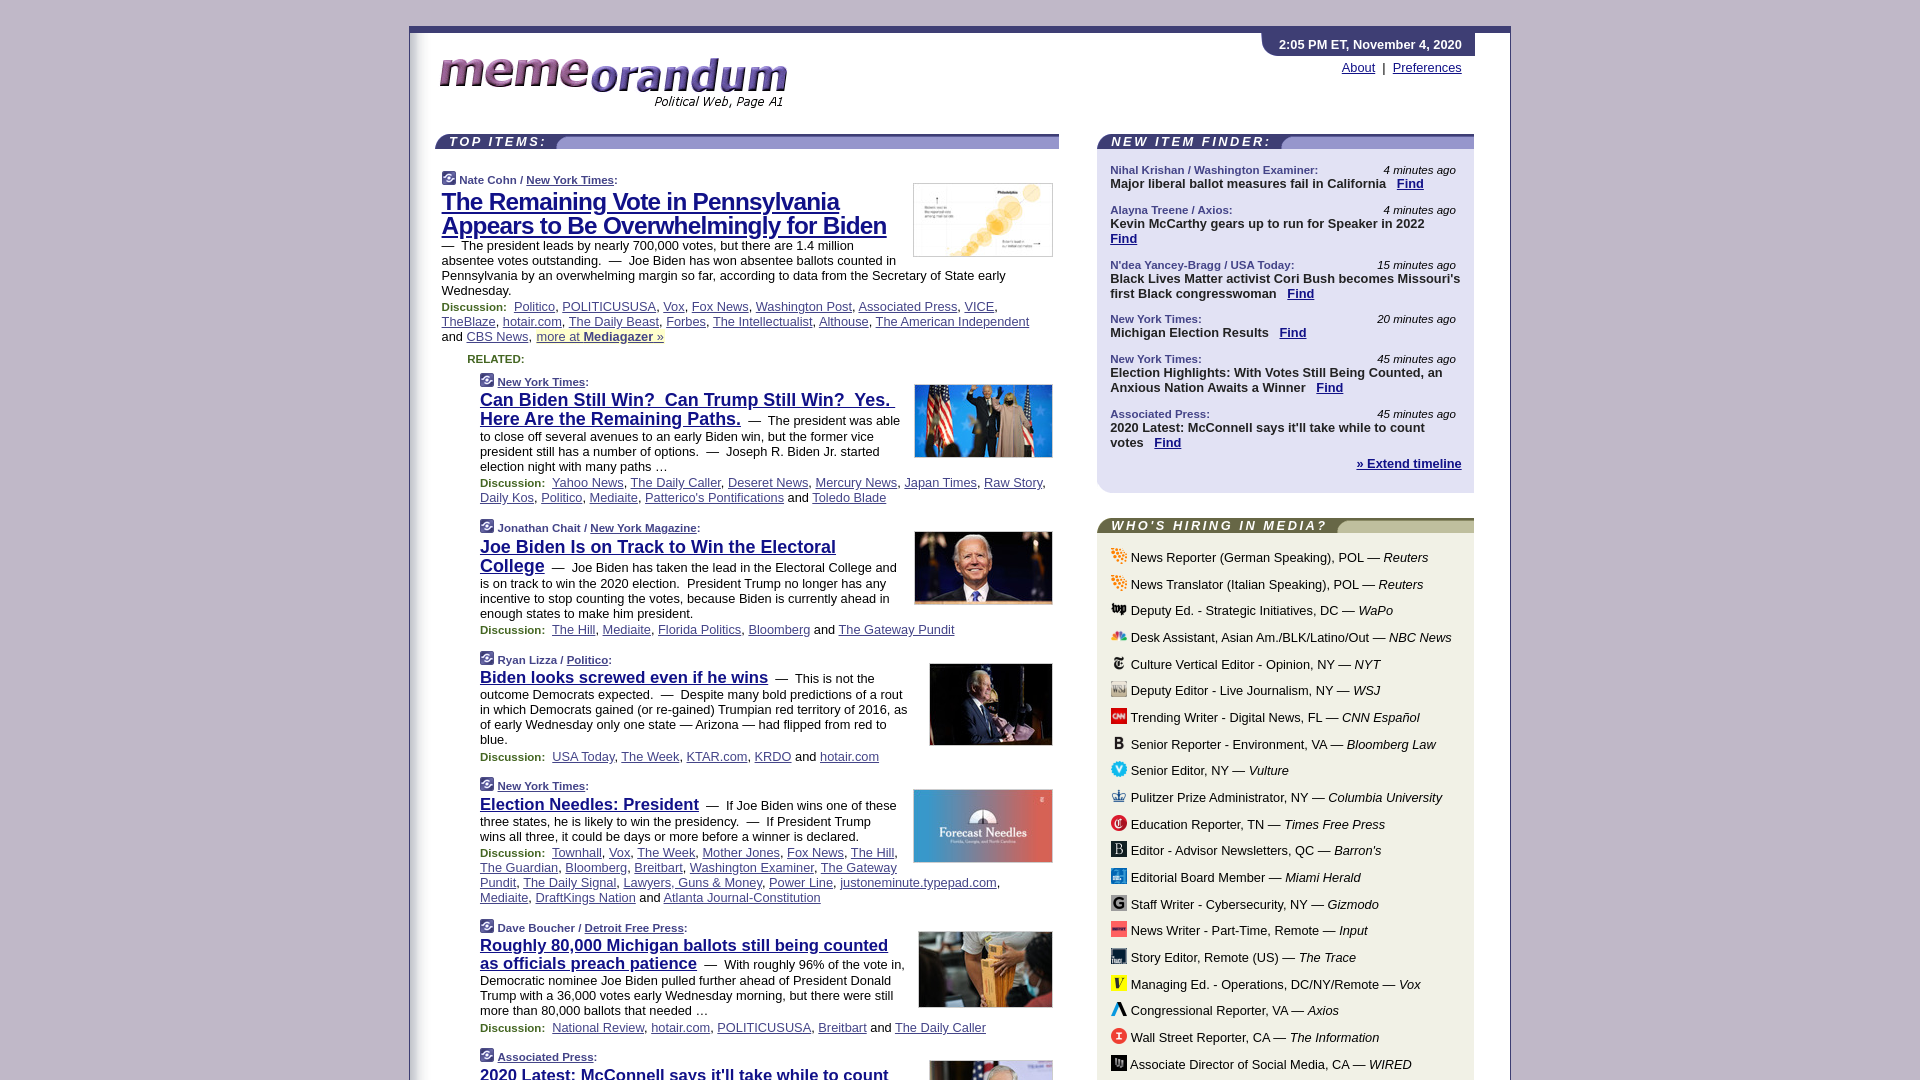 2:05 PM ET, November 4, 2020
memeorandum
About | Preferences
Political Web, Page A1
TOP ITEMS:
Nate Cohn / New York Times:
The Remaining Vote in Pennsylvania
Appears to Be Overwhelmingly for Biden
— The president leads by nearly 700,000 votes, but there are 1.4 million
absentee votes outstanding. — Joe Biden has won absentee ballots counted in
Pennsylvania by an overwhelming margin so far, according to data from the Secretary of State early
Wednesday.
Discussion: Politico, POLITICUSUSA, Vox, Fox News, Washington Post, Associated Press, VICE,
TheBlaze, hotair.com, The Daily Beast, Forbes, The Intellectualist, Althouse, The American Independent
and CBS News, more at Mediagazer »
Philadelphia
RELATED:
New York Times:
Can Biden Still Win? Can Trump Still Win? Yes.
Here Are the Remaining Paths. — The president was able
to close off several avenues to an early Biden win, but the former vice
president still has a number of options. — Joseph R. Biden Jr. started
election night with many paths …
Discussion: Yahoo News, The Daily Caller, Deseret News, Mercury News, Japan Times, Raw Story,
Daily Kos, Politico, Mediaite, Patterico's Pontifications and Toledo Blade
Jonathan Chait / New York Magazine:
Joe Biden Is on Track to Win the Electoral
College — Joe Biden has taken the lead in the Electoral College and
is on track to win the 2020 election. President Trump no longer has any
incentive to stop counting the votes, because Biden is currently ahead in
enough states to make him president.
Discussion: The Hill, Mediaite, Florida Politics, Bloomberg and The Gateway Pundit
Ryan Lizza / Politico:
Biden looks screwed even if he wins — This is not the
outcome Democrats expected. — Despite many bold predictions of a rout
in which Democrats gained (or re-gained) Trumpian red territory of 2016, as
of early Wednesday only one state — Arizona — had flipped from red to
blue.
Discussion: USA Today, The Week, KTAR.com, KRDO and hotair.com
New York Times:
Election Needles: President — If Joe Biden wins one of these
three states, he is likely to win the presidency. — If President Trump
wins all three, it could be days or more before a winner is declared.
Discussion: Townhall, Vox, The Week, Mother Jones, Fox News, The Hill,
The Guardian, Bloomberg, Breitbart, Washington Examiner, The Gateway
Pundit, The Daily Signal, Lawyers, Guns & Money, Power Line, justoneminute.typepad.com,
Mediaite, DraftKings Nation and Atlanta Journal-Constitution
Forecast Needles
Florida, Georgia, and North Carolina
Dave Boucher / Detroit Free Press:
Roughly 80,000 Michigan ballots still being counted
as officials preach patience — With roughly 96% of the vote in,
Democratic nominee Joe Biden pulled further ahead of President Donald
Trump with a 36,000 votes early Wednesday morning, but there were still
more than 80,000 ballots that needed …
Discussion: National Review, hotair.com, POLITICUSUSA, Breitbart and The Daily Caller
Associated Press:
2020 Latest: McConnell says it'll take while to count
NEW ITEM FINDER:
Nihal Krishan / Washington Examiner: 4 minutes ago
Major liberal ballot measures fail in California Find
Alayna Treene / Axios: 4 minutes ago
Kevin McCarthy gears up to run for Speaker in 2022
Find
N'dea Yancey-Bragg / USA Today: 15 minutes ago
Black Lives Matter activist Cori Bush becomes Missouri's
first Black congresswoman Find
New York Times: 20 minutes ago
Michigan Election Results Find
New York Times: 45 minutes ago
Election Highlights: With Votes Still Being Counted, an
Anxious Nation Awaits a Winner Find
Associated Press: 45 minutes ago
2020 Latest: McConnell says it'll take while to count
votes Find
» Extend timeline
WHO'S HIRING IN MEDIA?
News Reporter (German Speaking), POL — Reuters
News Translator (Italian Speaking), POL — Reuters
wp Deputy Ed. - Strategic Initiatives, DC — WaPo
Desk Assistant, Asian Am./BLK/Latino/Out — NBC News
T Culture Vertical Editor - Opinion, NY — NYT
WSJ Deputy Editor - Live Journalism, NY — WSJ
CNN Trending Writer - Digital News, FL — CNN Español
B Senior Reporter - Environment, VA — Bloomberg Law
V Senior Editor, NY — Vulture
Pulitzer Prize Administrator, NY — Columbia University
Education Reporter, TN — Times Free Press
B Editor - Advisor Newsletters, QC — Barron's
Editorial Board Member — Miami Herald
G Staff Writer - Cybersecurity, NY — Gizmodo
News Writer - Part-Time, Remote — Input
Story Editor, Remote (US) — The Trace
V Managing Ed. - Operations, DC/NY/Remote — Vox
Congressional Reporter, VA — Axios
I Wall Street Reporter, CA — The Information
Associate Director of Social Media, CA — WIRED